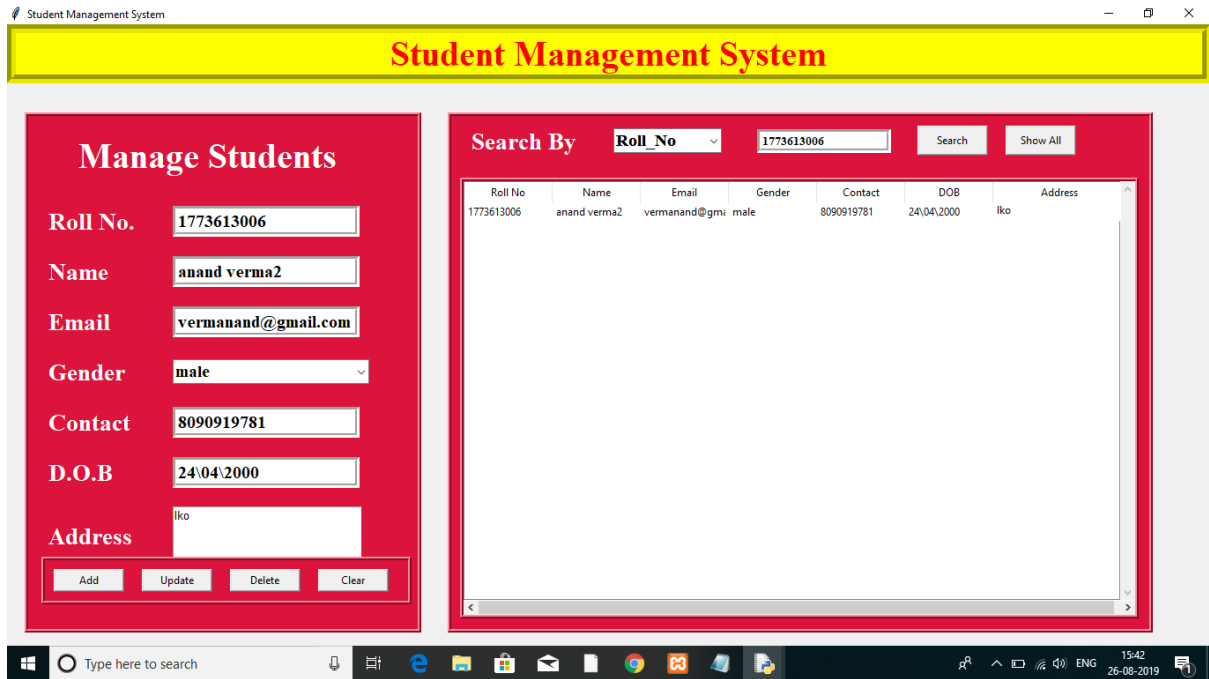 Student Management System
Student Management System
Manage Students
Roll No. 1773613006
Name anand verma2
Email vermanand@gmail.com
Gender male
Contact 8090919781
D.O.B 24\04\2000
Address lko
Add Update Delete Clear
Search By Roll_No 1773613006 Search Show All
Roll No Name Email Gender Contact DOB Address
1773613006 anand verma2 vermanand@gma male 8090919781 24\04\2000 lko
Type here to search
ENG
15:42
26-08-2019
1